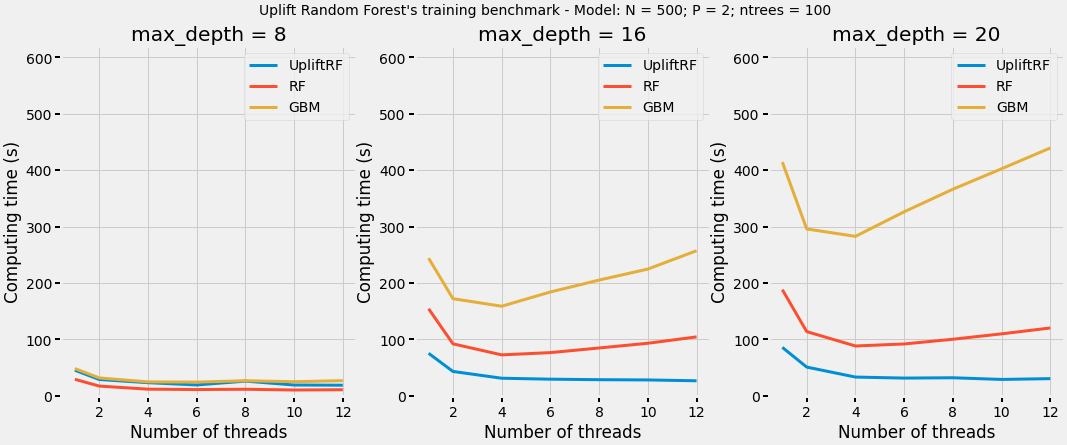 Uplift Random Forest's training benchmark - Model: N = 500; P = 2; ntrees = 100
max_depth = 8
600
500
400
300
200
100
0
Computing time (s)
UpliftRF
RF
GBM
2 4 6 8 10 12
Number of threads
max_depth = 16
600
500
400
300
200
100
0
Computing time (s)
UpliftRF
RF
GBM
2 4 6 8 10 12
Number of threads
max_depth = 20
600
500
400
300
200
100
0
Computing time (s)
UpliftRF
RF
GBM
2 4 6 8 10 12
Number of threads